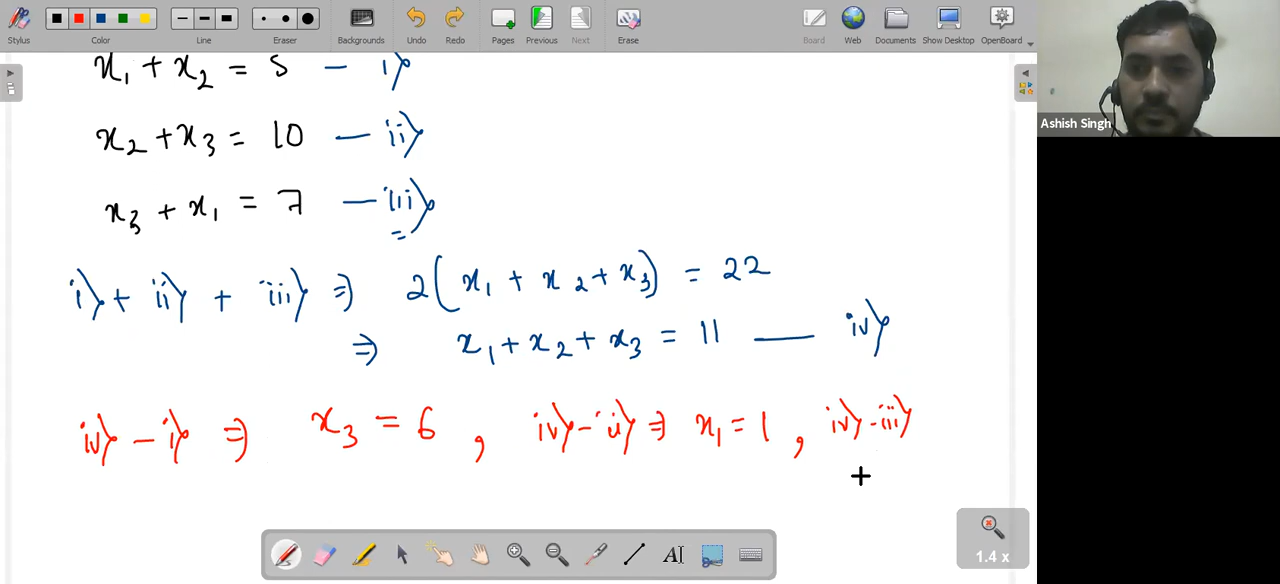 Stylus Color Line Eraser Backgrounds Undo Redo Pages Previous Next Erase Board Web Documents Show Desktop OpenBoard
x₁ + x₂ = 5 – i)
x₂ + x₃ = 10 — ii)
x₃ + x₁ = 7 — iii)
i) + ii) + iii) ⇒ 2(x₁ + x₂ + x₃) = 22
⇒ x₁ + x₂ + x₃ = 11 — iv)
iv) – i) ⇒ x₃ = 6 , iv) – ii) ⇒ x₁ = 1 , iv) - iii)
Ashish Singh
1.4 x